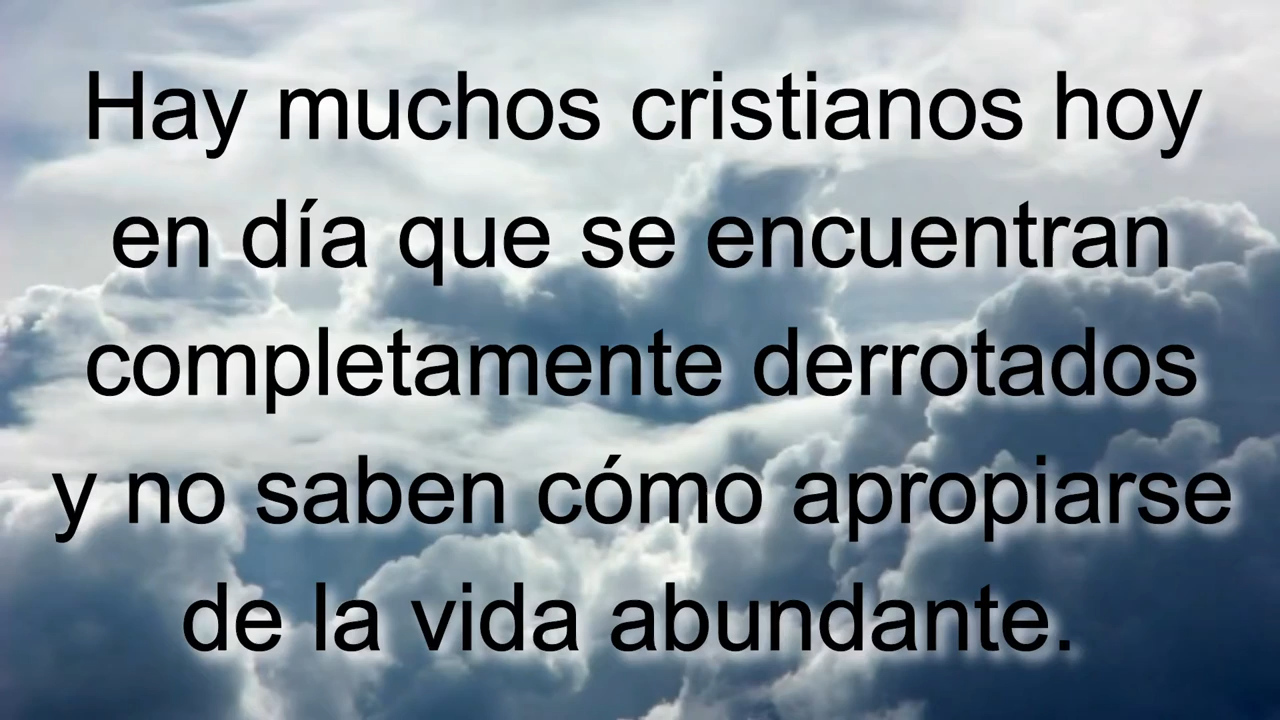 Hay muchos cristianos hoy
en día que se encuentran
completamente derrotados
y no saben cómo apropiarse
de la vida abundante.